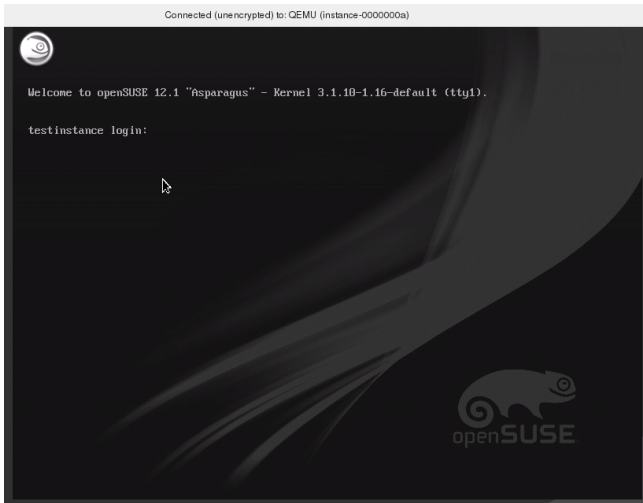 Connected (unencrypted) to: QEMU (instance-0000000a)
Welcome to openSUSE 12.1 "Asparagus" - Kernel 3.1.10-1.16-default (tty1).
testinstance login:
openSUSE